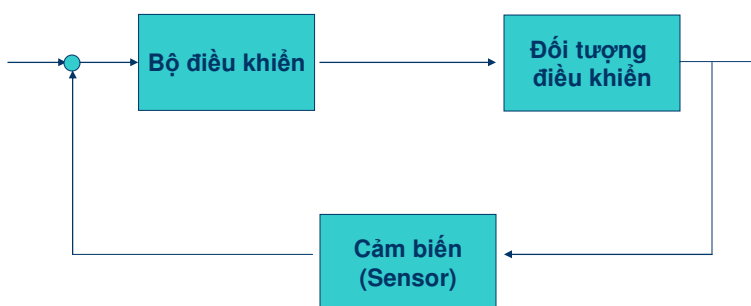 Bộ điều khiển
Đối tượng
điều khiển
Cảm biến
(Sensor)